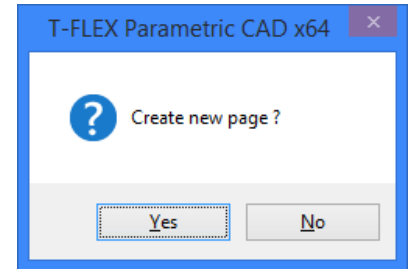 T-FLEX Parametric CAD x64
Create new page ?
Yes
No